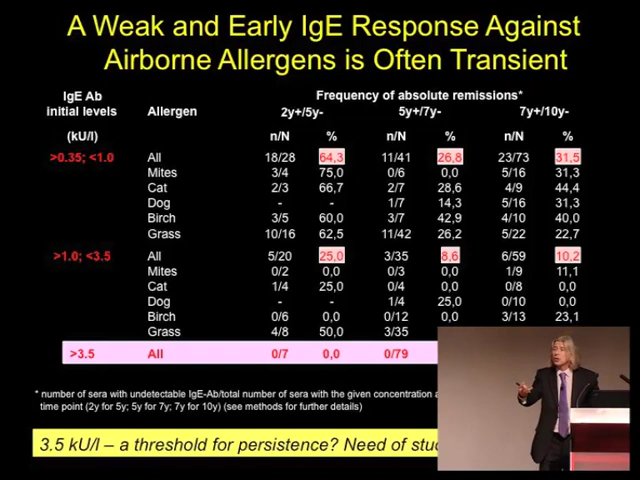 A Weak and Early IgE Response Against
Airborne Allergens is Often Transient
IgE Ab initial levels (kU/l) Allergen Frequency of absolute remissions*
2y+/5y- 5y+/7y- 7y+/10y-
n/N % n/N % n/N %
>0.35; <1.0 All 18/28 64,3 11/41 26,8 23/73 31,5
Mites 3/4 75,0 0/6 0,0 5/16 31,3
Cat 2/3 66,7 2/7 28,6 4/9 44,4
Dog - - 1/7 14,3 5/16 31,3
Birch 3/5 60,0 3/7 42,9 4/10 40,0
Grass 10/16 62,5 11/42 26,2 5/22 22,7
>1.0; <3.5 All 5/20 25,0 3/35 8,6 6/59 10,2
Mites 0/2 0,0 0/3 0,0 1/9 11,1
Cat 1/4 25,0 0/4 0,0 0/8 0,0
Dog - - 1/4 25,0 0/10 0,0
Birch 0/6 0,0 0/12 0,0 3/13 23,1
Grass 4/8 50,0 3/35
>3.5 All 0/7 0,0 0/79
* number of sera with undetectable IgE-Ab/total number of sera with the given concentration
time point (2y for 5y; 5y for 7y; 7y for 10y) (see methods for further details)
3.5 kU/l – a threshold for persistence? Need of